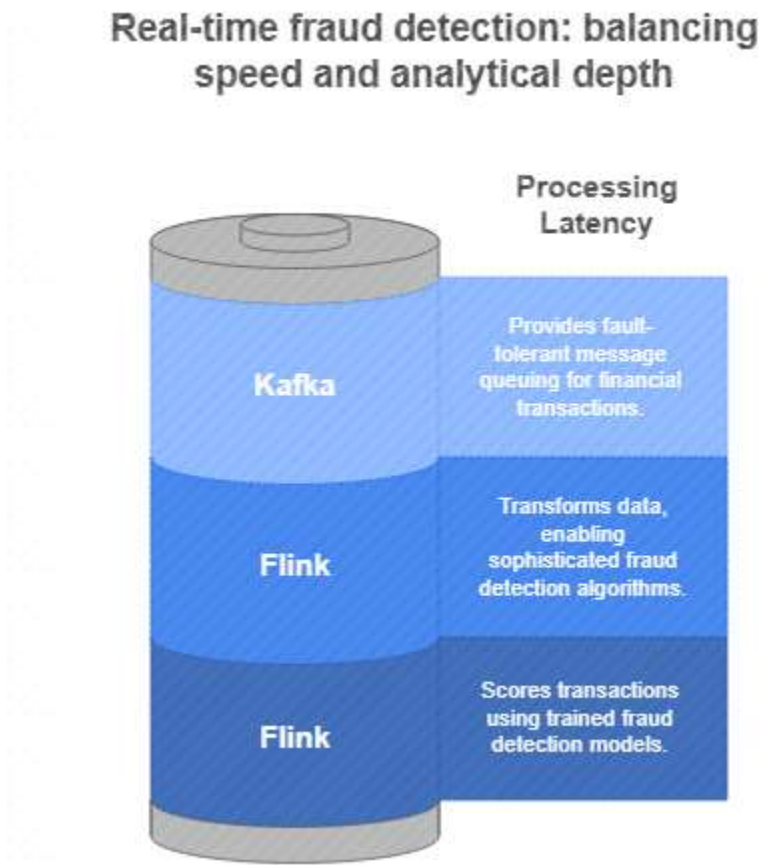 Real-time fraud detection: balancing
speed and analytical depth
Processing
Latency
Kafka
Provides fault-
tolerant message
queuing for financial
transactions.
Flink
Transforms data,
enabling
sophisticated fraud
detection algorithms.
Flink
Scores transactions
using trained fraud
detection models.